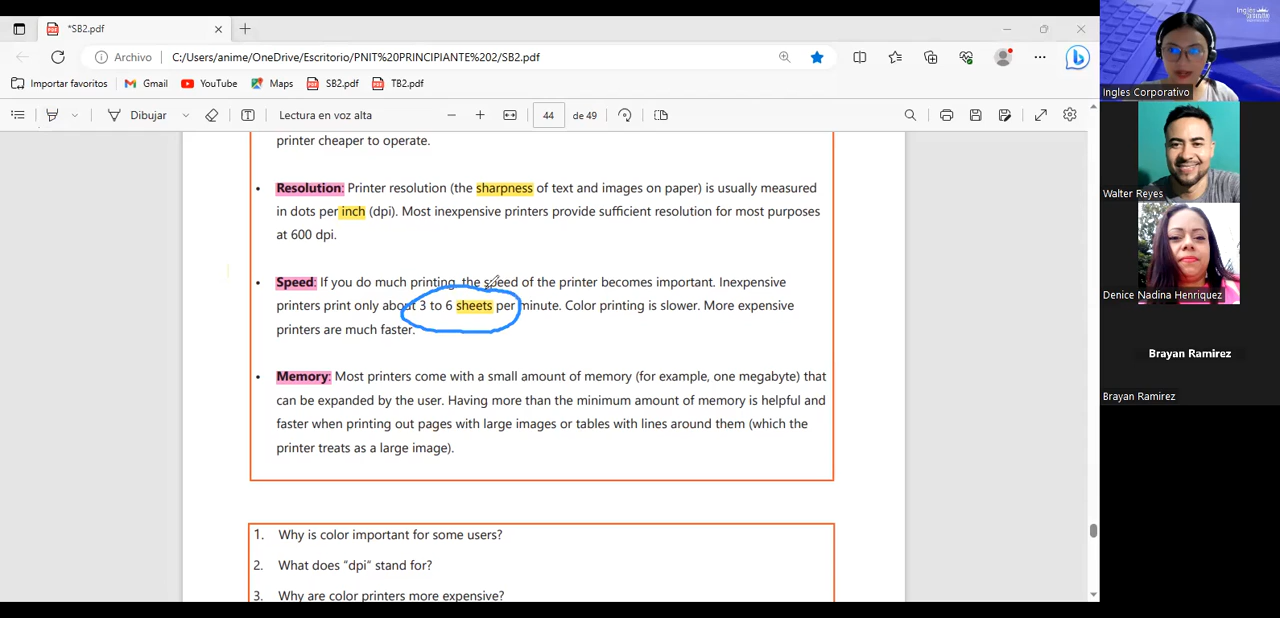 *SB2.pdf
Archivo
C:/Users/anime/OneDrive/Escritorio/PNIT%20PRINCIPIANTE%202/SB2.pdf
Importar favoritos
Gmail
YouTube
Maps
SB2.pdf
TB2.pdf
Dibujar
Lectura en voz alta
44
de 49
printer cheaper to operate.
• Resolution: Printer resolution (the sharpness of text and images on paper) is usually measured
in dots per inch (dpi). Most inexpensive printers provide sufficient resolution for most purposes
at 600 dpi.
• Speed: If you do much printing, the speed of the printer becomes important. Inexpensive
printers print only about 3 to 6 sheets per minute. Color printing is slower. More expensive
printers are much faster.
• Memory: Most printers come with a small amount of memory (for example, one megabyte) that
can be expanded by the user. Having more than the minimum amount of memory is helpful and
faster when printing out pages with large images or tables with lines around them (which the
printer treats as a large image).
1. Why is color important for some users?
2. What does “dpi” stand for?
3. Why are color printers more expensive?
Ingles Corporativo
Walter Reyes
Denice Nadina Henriquez
Brayan Ramirez
Brayan Ramirez